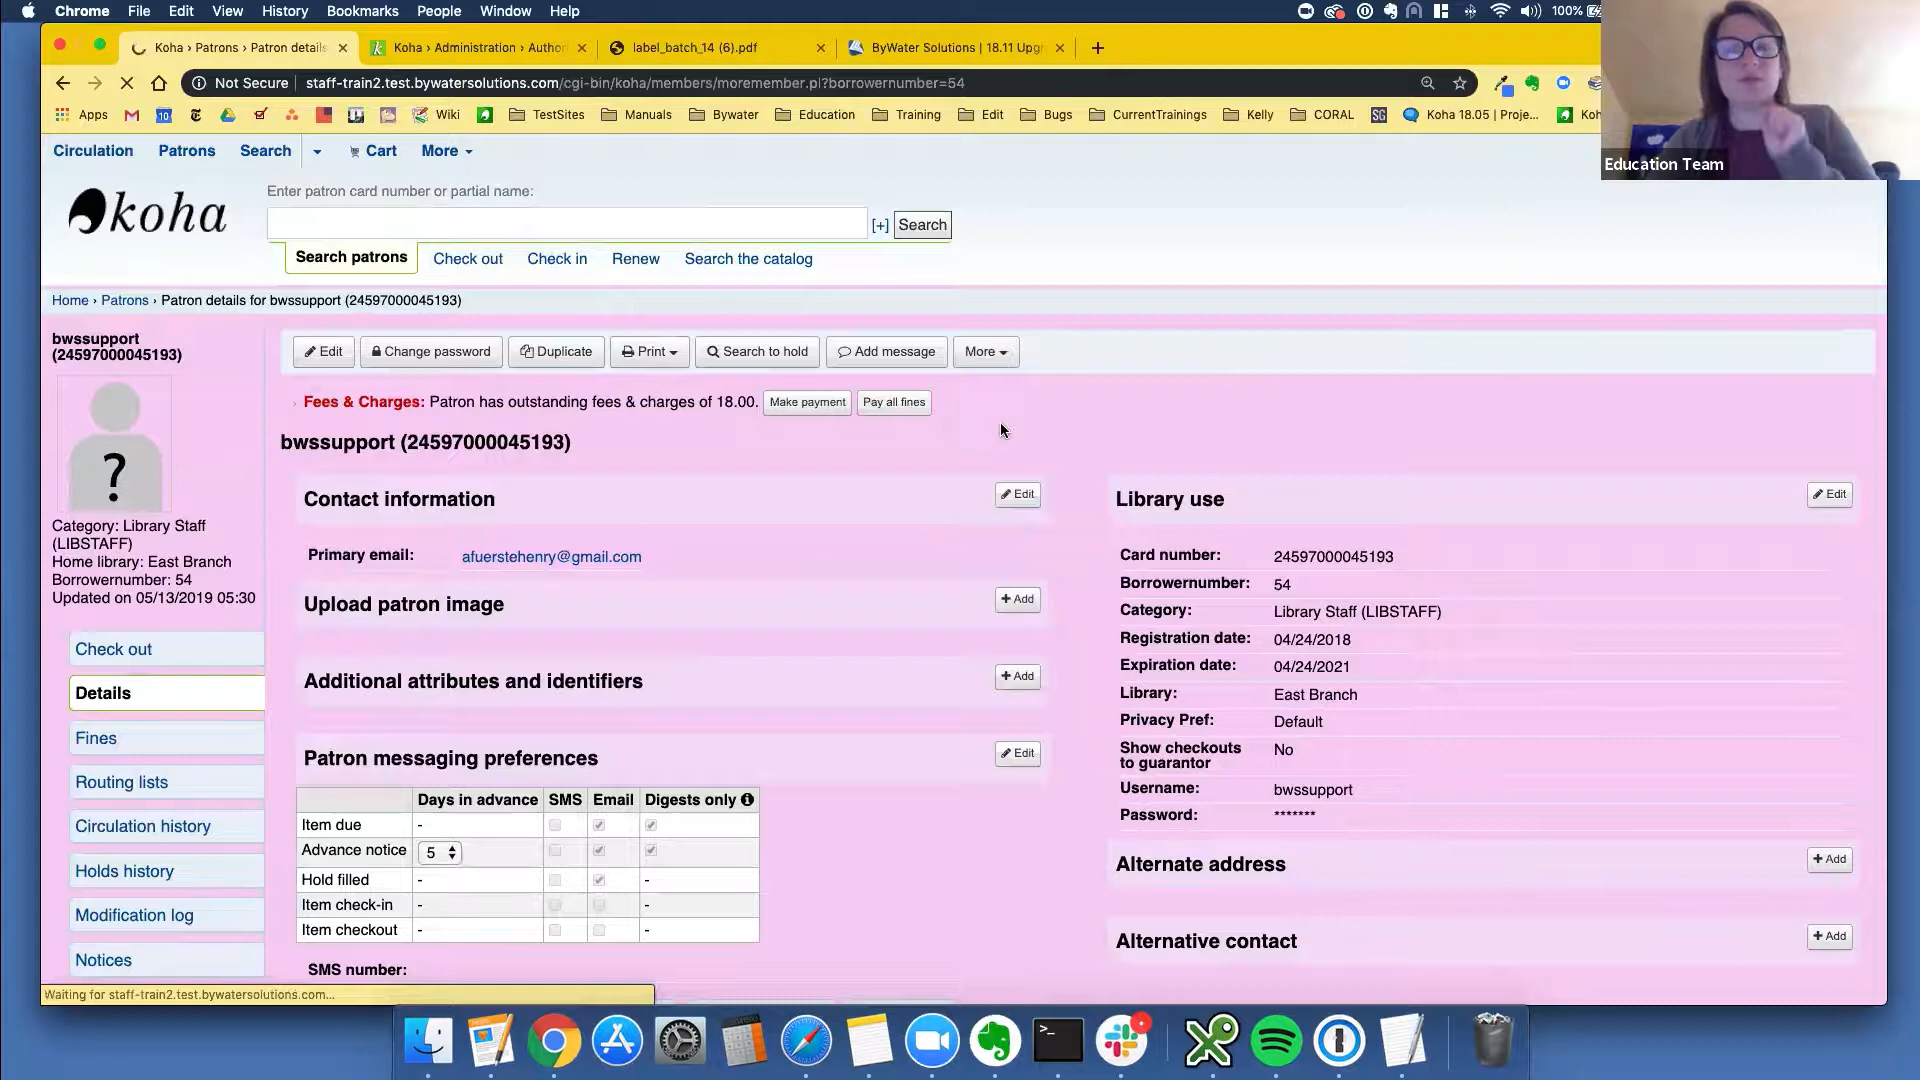 Chrome File Edit View History Bookmarks People Window Help 100%
Koha › Patrons › Patron details
Koha › Administration › Author
label_batch_14 (6).pdf
ByWater Solutions | 18.11 Upg
Not Secure staff-train2.test.bywatersolutions.com/cgi-bin/koha/members/moremember.pl?borrowernumber=54
Apps Wiki TestSites Manuals Bywater Education Training Edit Bugs CurrentTrainings Kelly CORAL Koha 18.05 | Proje... Koh
Education Team
Circulation Patrons Search Cart More
koha
Enter patron card number or partial name:
[+] Search
Search patrons Check out Check in Renew Search the catalog
Home › Patrons › Patron details for bwssupport (24597000045193)
bwssupport
(24597000045193)
?
Category: Library Staff
(LIBSTAFF)
Home library: East Branch
Borrowernumber: 54
Updated on 05/13/2019 05:30
Check out
Details
Fines
Routing lists
Circulation history
Holds history
Modification log
Notices
Edit Change password Duplicate Print Search to hold Add message More
Fees & Charges: Patron has outstanding fees & charges of 18.00. Make payment Pay all fines
bwssupport (24597000045193)
Contact information Edit
Primary email: afuerstehenry@gmail.com
Upload patron image + Add
Additional attributes and identifiers + Add
Patron messaging preferences Edit
Days in advance SMS Email Digests only
Item due -
Advance notice 5
Hold filled - -
Item check-in - -
Item checkout - -
SMS number:
Library use Edit
Card number: 24597000045193
Borrowernumber: 54
Category: Library Staff (LIBSTAFF)
Registration date: 04/24/2018
Expiration date: 04/24/2021
Library: East Branch
Privacy Pref: Default
Show checkouts No
to guarantor
Username: bwssupport
Password: *******
Alternate address + Add
Alternative contact + Add
Waiting for staff-train2.test.bywatersolutions.com...